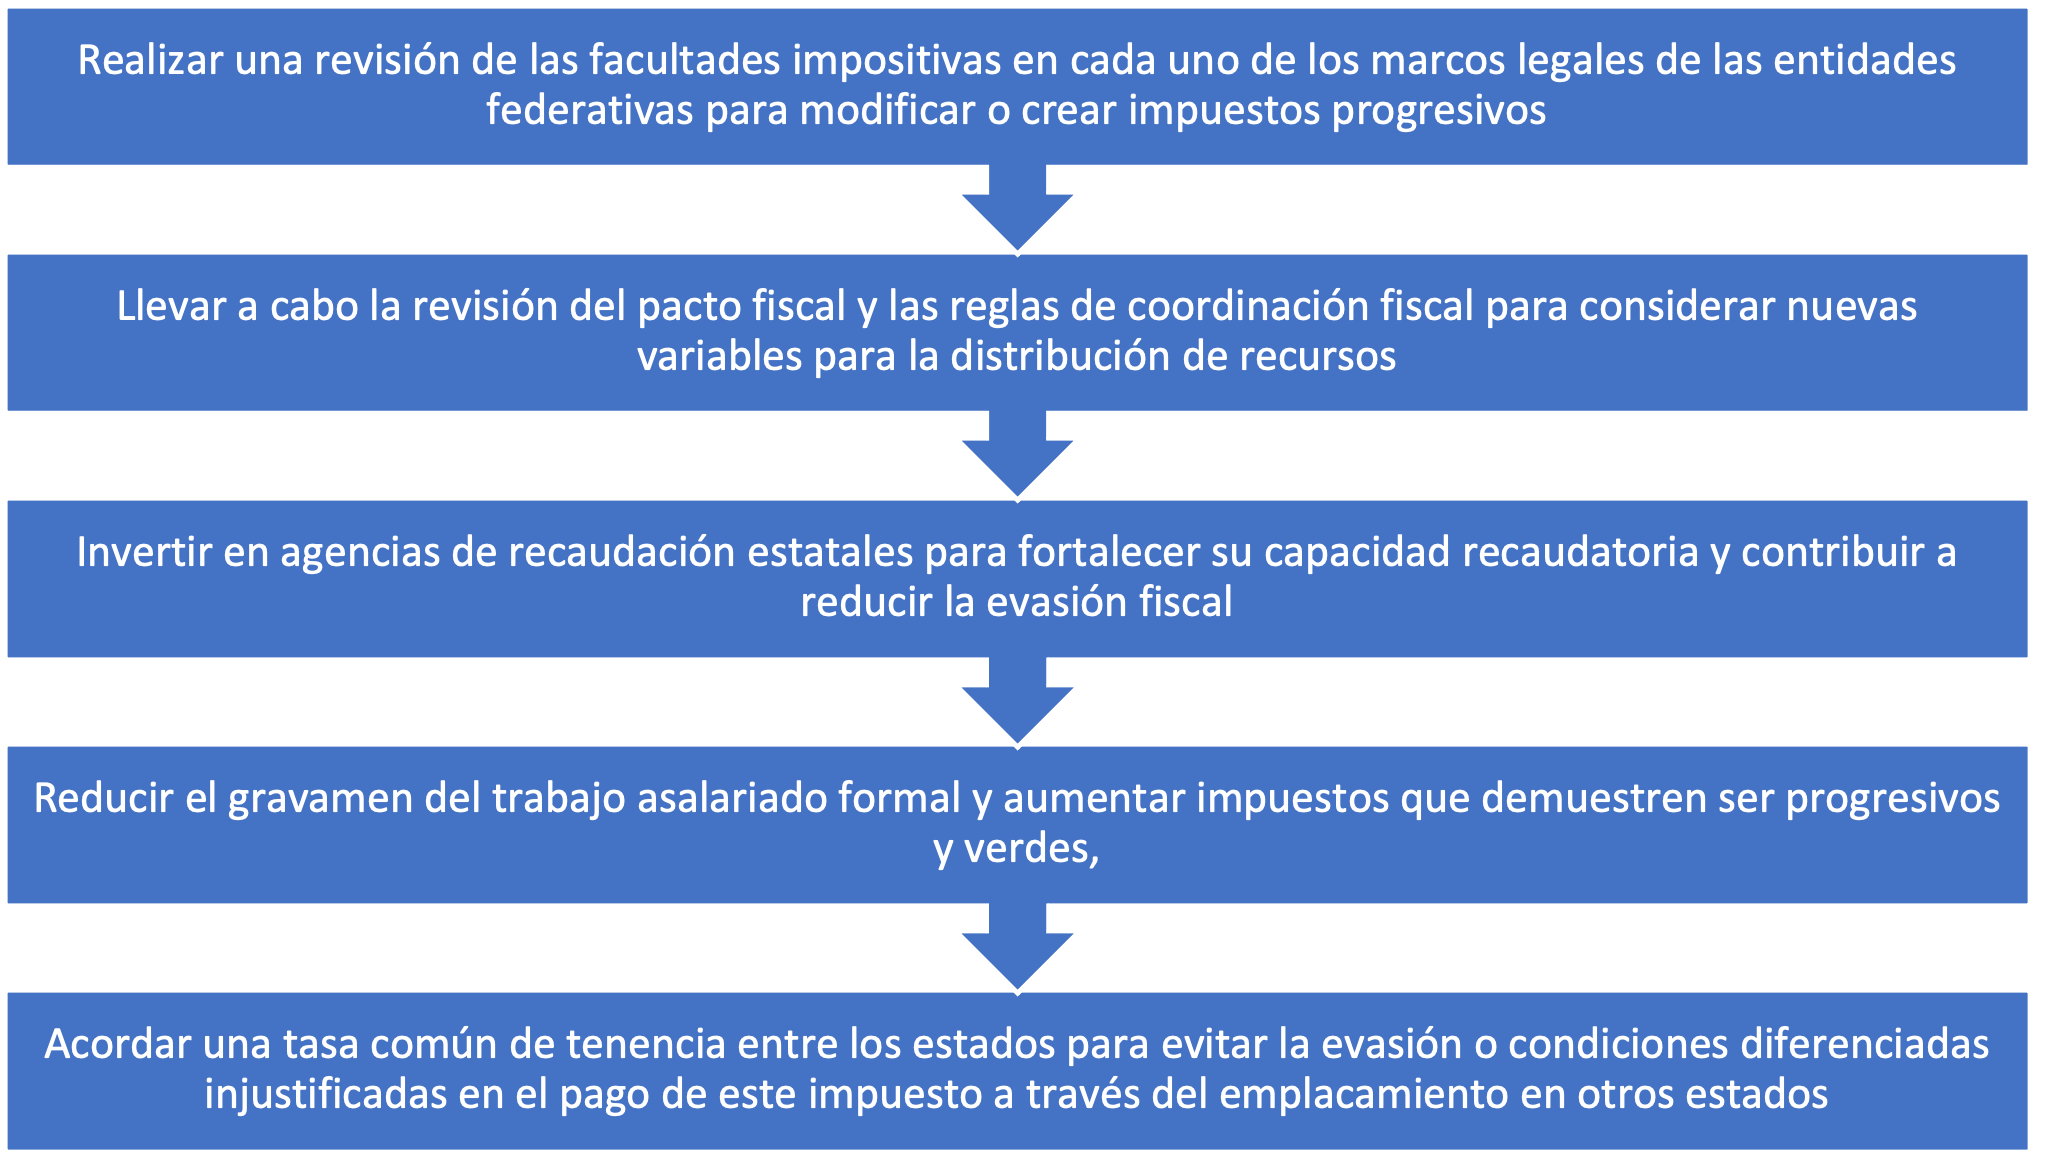 Realizar una revisión de las facultades impositivas en cada uno de los marcos legales de las entidades
federativas para modificar o crear impuestos progresivos
Llevar a cabo la revisión del pacto fiscal y las reglas de coordinación fiscal para considerar nuevas
variables para la distribución de recursos
Invertir en agencias de recaudación estatales para fortalecer su capacidad recaudatoria y contribuir a
reducir la evasión fiscal
Reducir el gravamen del trabajo asalariado formal y aumentar impuestos que demuestren ser progresivos
y verdes,
Acordar una tasa común de tenencia entre los estados para evitar la evasión o condiciones diferenciadas
injustificadas en el pago de este impuesto a través del emplacamiento en otros estados